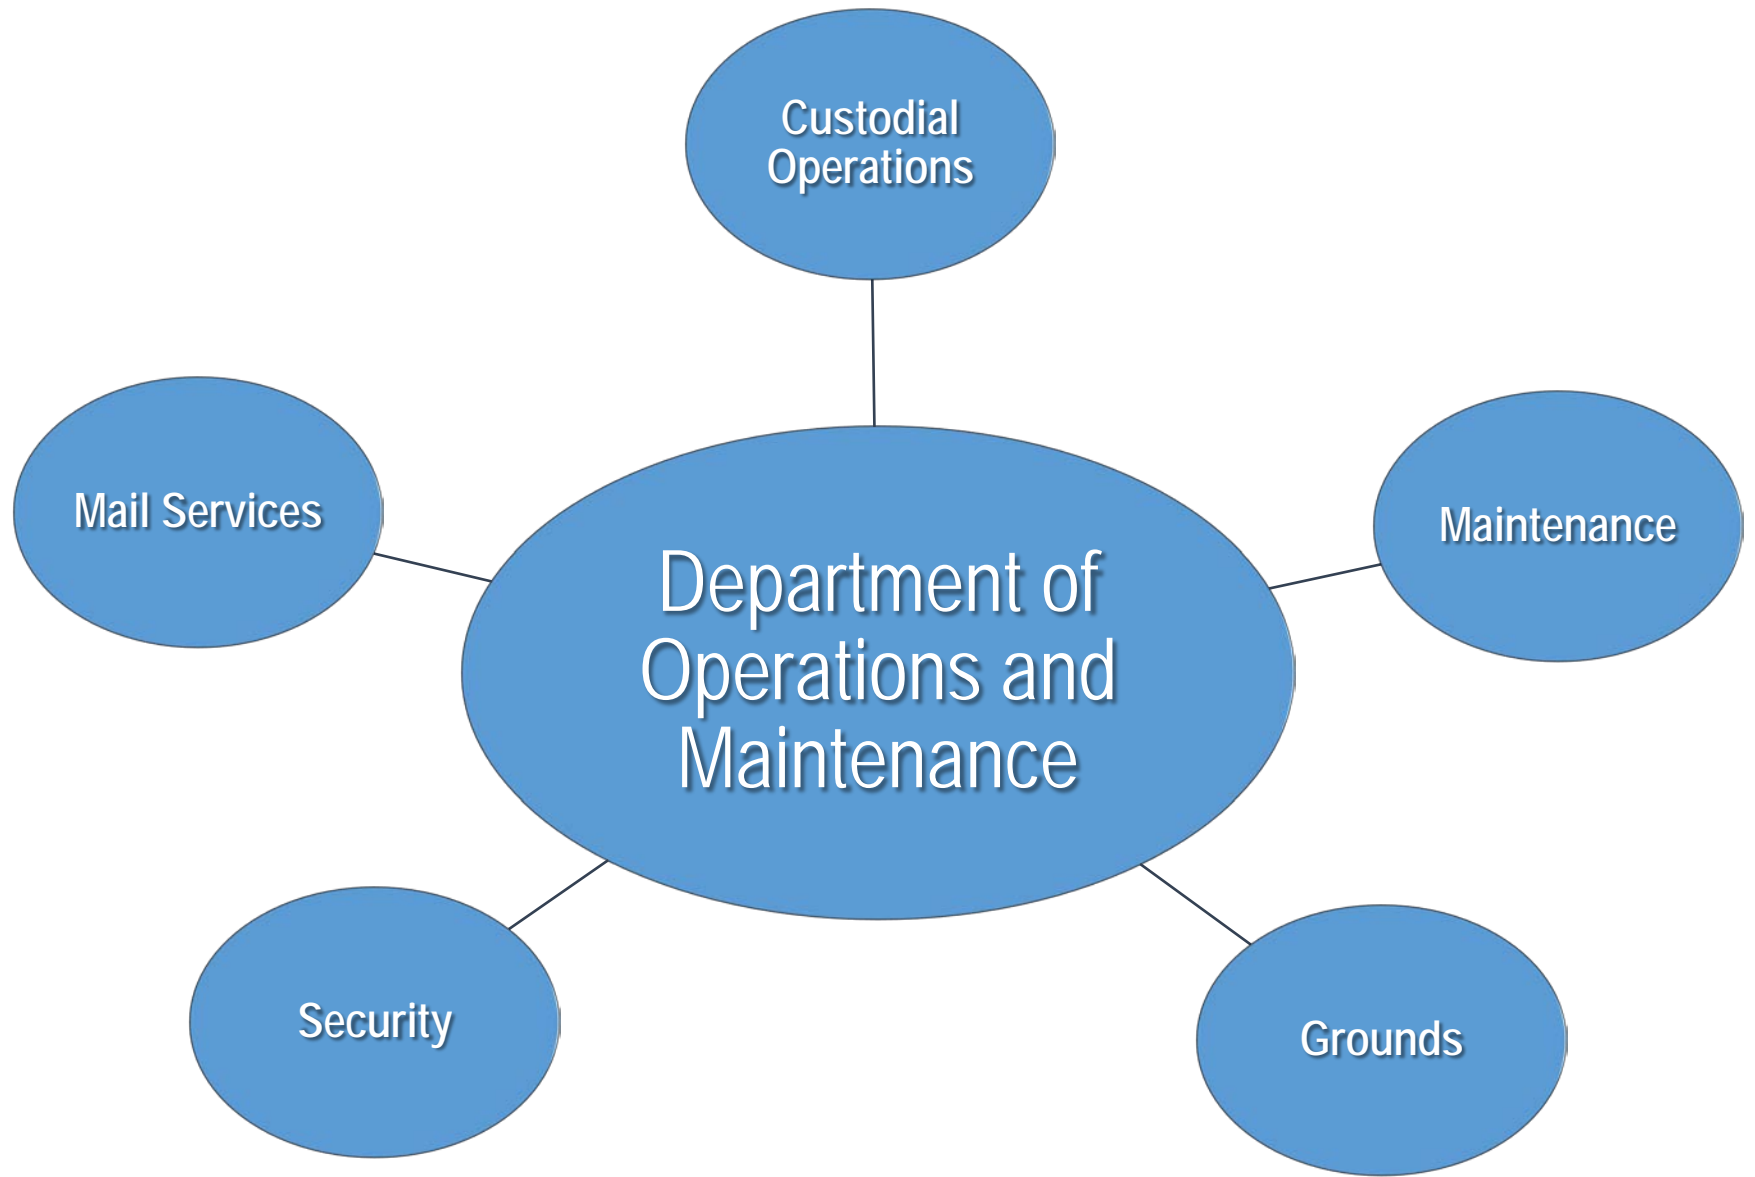 Custodial
Operations
Mail Services
Maintenance
Department of
Operations and
Maintenance
Security
Grounds